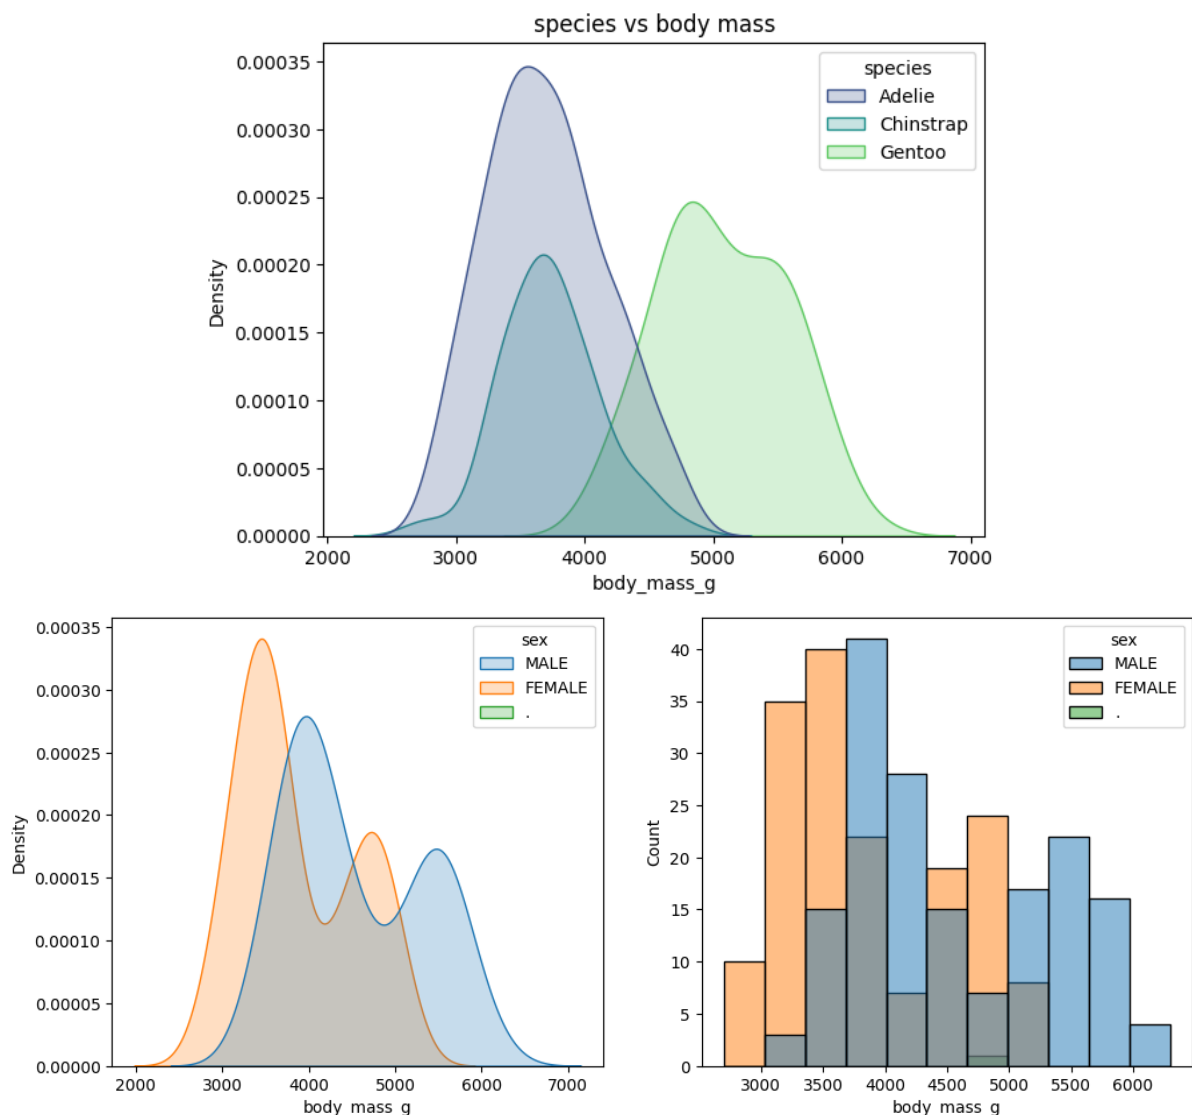 species vs body mass
species
Adelie
Chinstrap
Gentoo
0.00035
0.00030
0.00025
0.00020
0.00015
0.00010
0.00005
0.00000
Density
2000 3000 4000 5000 6000 7000
body_mass_g
sex
MALE
FEMALE
.
0.00035
0.00030
0.00025
0.00020
0.00015
0.00010
0.00005
0.00000
Density
2000 3000 4000 5000 6000 7000
body_mass_g
sex
MALE
FEMALE
.
40
35
30
25
20
15
10
5
0
Count
3000 3500 4000 4500 5000 5500 6000
body_mass_g